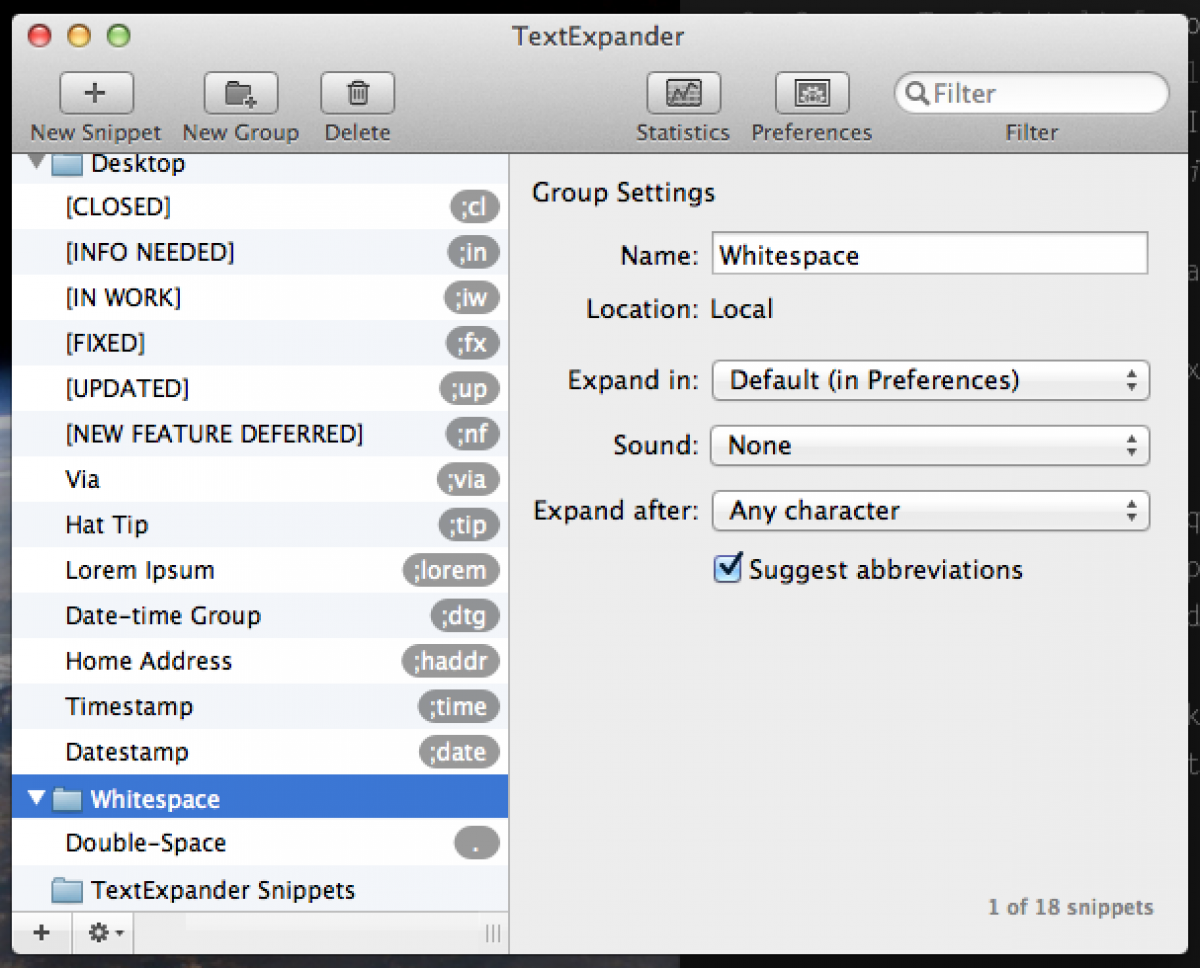 TextExpander
New Snippet New Group Delete Statistics Preferences Filter
Filter
Desktop
[CLOSED] ;cl
[INFO NEEDED] ;in
[IN WORK] ;iw
[FIXED] ;fx
[UPDATED] ;up
[NEW FEATURE DEFERRED] ;nf
Via ;via
Hat Tip ;tip
Lorem Ipsum ;lorem
Date-time Group ;dtg
Home Address ;haddr
Timestamp ;time
Datestamp ;date
Whitespace
Double-Space .
TextExpander Snippets
Group Settings
Name: Whitespace
Location: Local
Expand in: Default (in Preferences)
Sound: None
Expand after: Any character
Suggest abbreviations
1 of 18 snippets